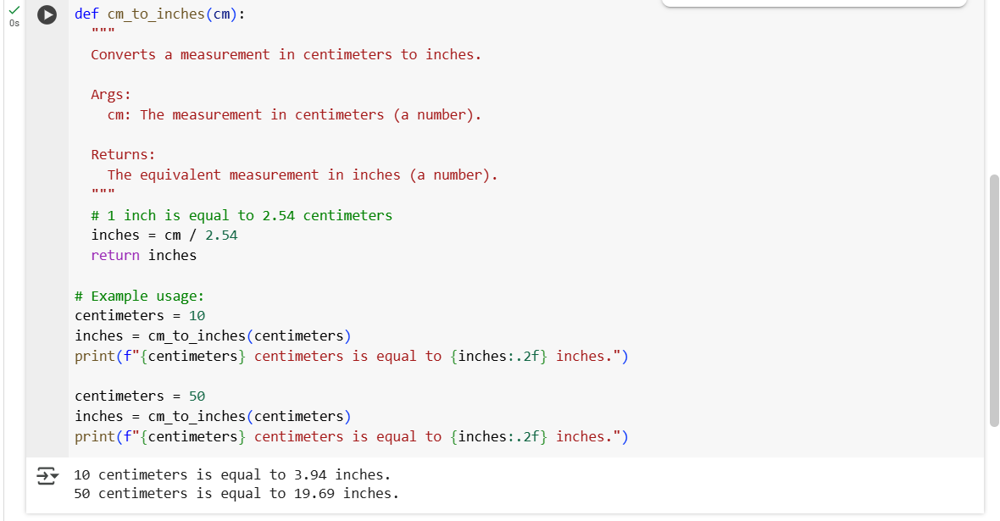 0s
def cm_to_inches(cm):
  """
  Converts a measurement in centimeters to inches.

  Args:
    cm: The measurement in centimeters (a number).

  Returns:
    The equivalent measurement in inches (a number).
  """
  # 1 inch is equal to 2.54 centimeters
  inches = cm / 2.54
  return inches

# Example usage:
centimeters = 10
inches = cm_to_inches(centimeters)
print(f"{centimeters} centimeters is equal to {inches:.2f} inches.")

centimeters = 50
inches = cm_to_inches(centimeters)
print(f"{centimeters} centimeters is equal to {inches:.2f} inches.")
10 centimeters is equal to 3.94 inches.
50 centimeters is equal to 19.69 inches.